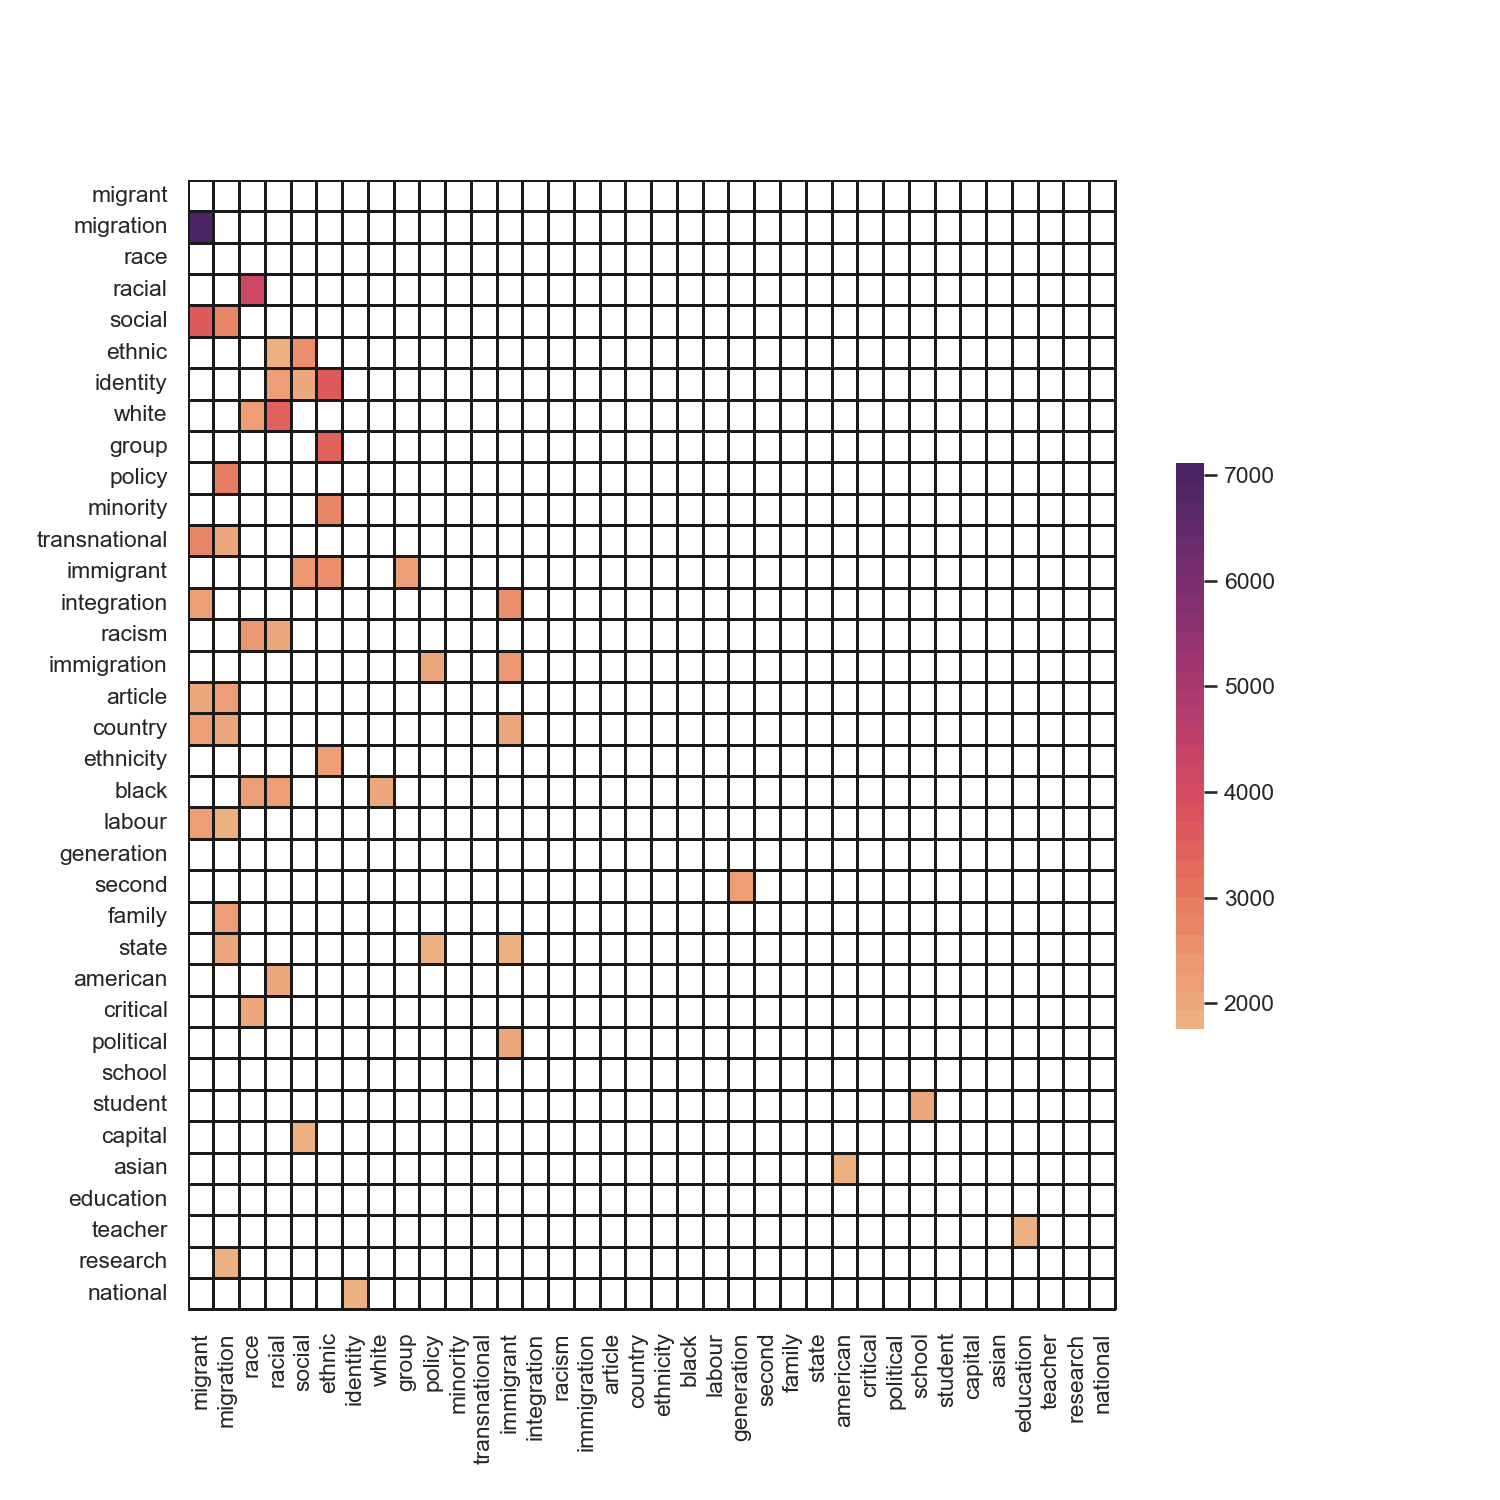 migrant
migration
race
racial
social
ethnic
identity
white
group
policy
minority
transnational
immigrant
integration
racism
immigration
article
country
ethnicity
black
labour
generation
second
family
state
american
critical
political
school
student
capital
asian
education
teacher
research
national
7000
6000
5000
4000
3000
2000
migrant
migration
race
racial
social
ethnic
identity
white
group
policy
minority
transnational
immigrant
integration
racism
immigration
article
country
ethnicity
black
labour
generation
second
family
state
american
critical
political
school
student
capital
asian
education
teacher
research
national